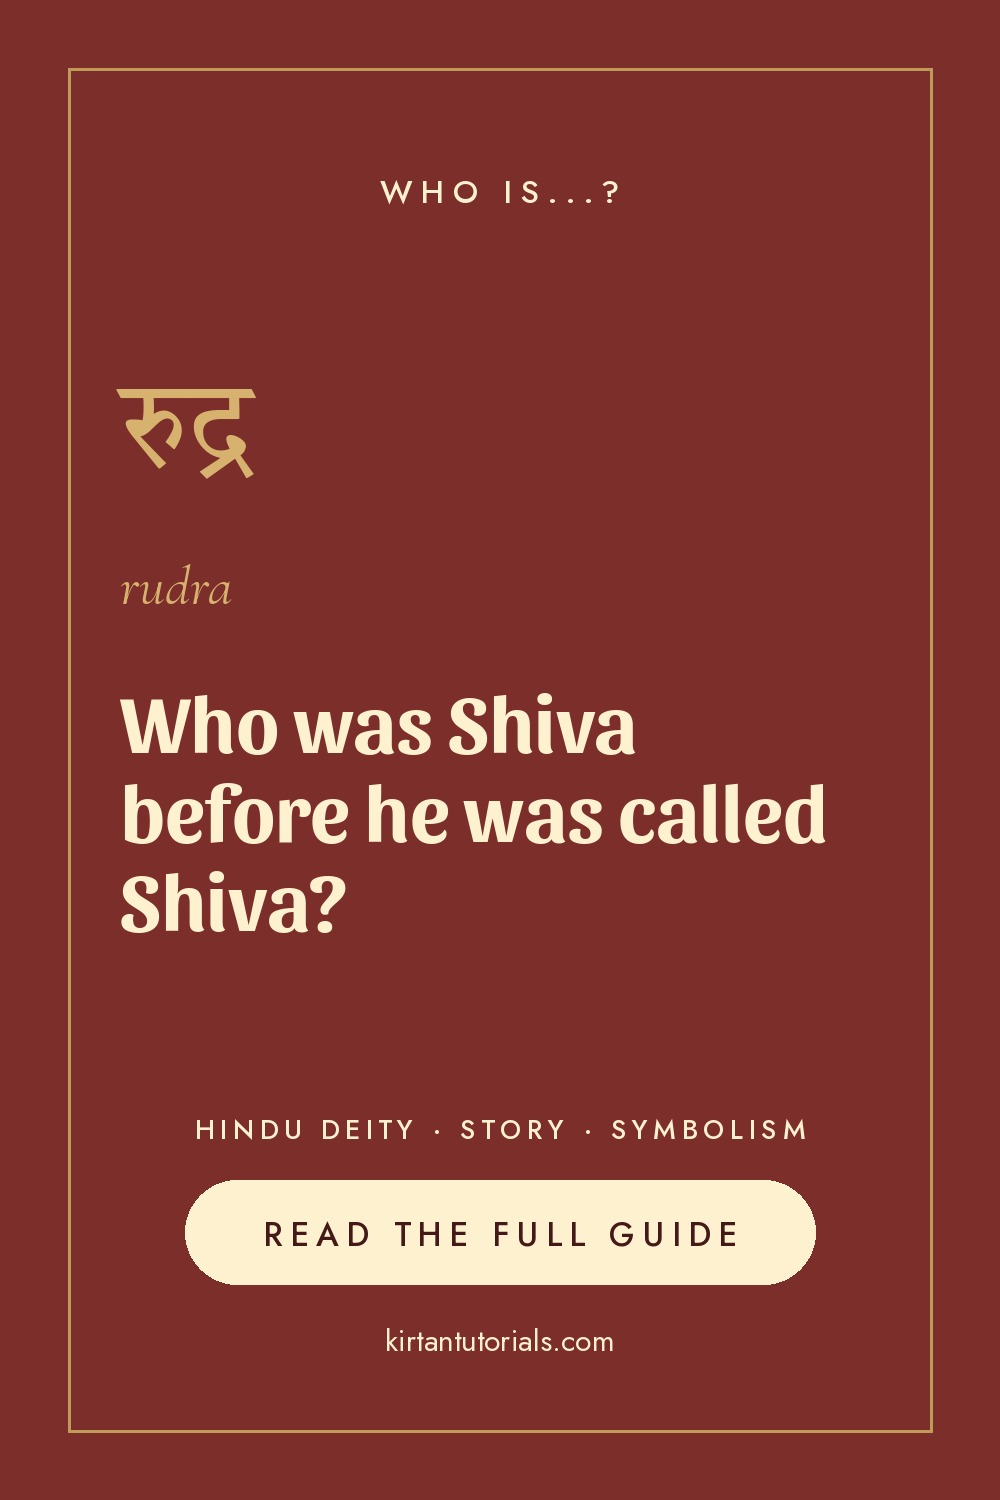 WHO IS...?
रुद्र
rudra
Who was Shiva
before he was called
Shiva?
HINDU DEITY · STORY · SYMBOLISM
READ THE FULL GUIDE
kirtantutorials.com